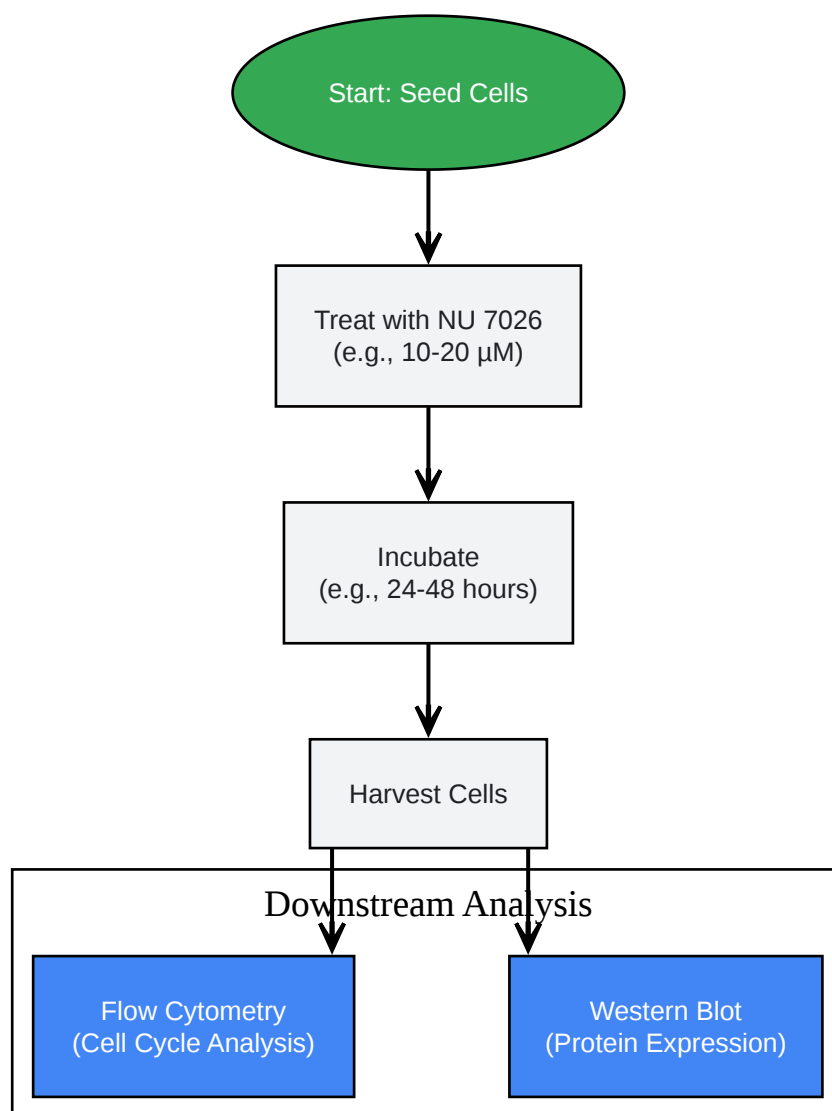 Start: Seed Cells
Treat with NU 7026
(e.g., 10-20 µM)
Incubate
(e.g., 24-48 hours)
Harvest Cells
Downstream Analysis
Flow Cytometry
(Cell Cycle Analysis)
Western Blot
(Protein Expression)